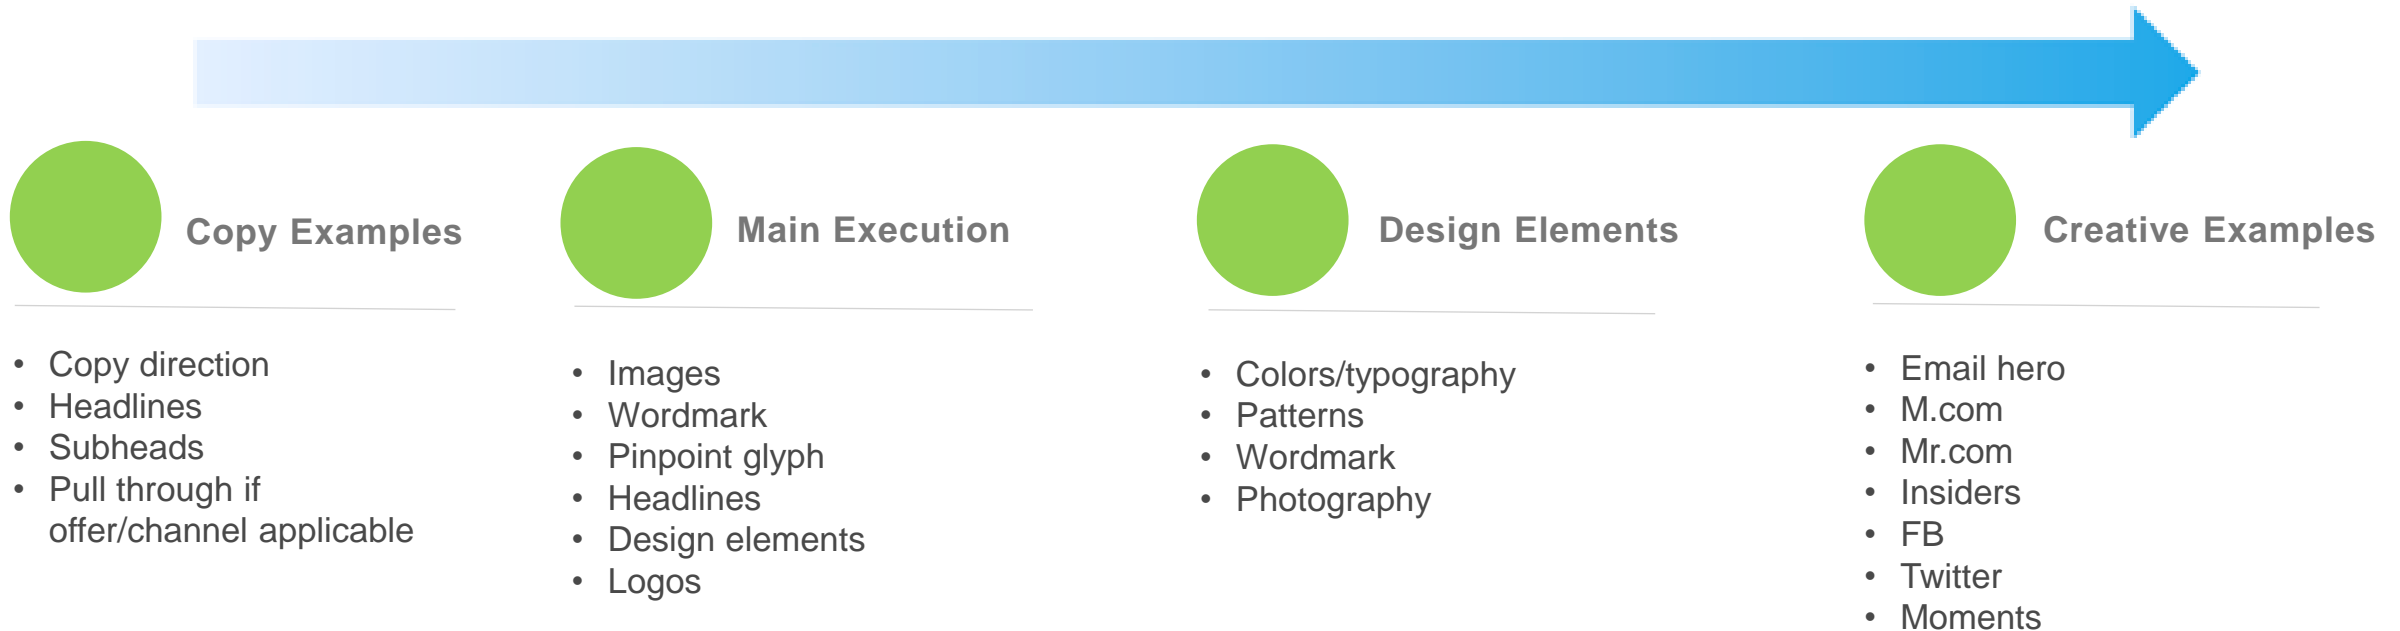 Copy Examples
• Copy direction
• Headlines
• Subheads
• Pull through if
offer/channel applicable
Main Execution
• Images
• Wordmark
• Pinpoint glyph
• Headlines
• Design elements
• Logos
Design Elements
• Colors/typography
• Patterns
• Wordmark
• Photography
Creative Examples
• Email hero
• M.com
• Mr.com
• Insiders
• FB
• Twitter
• Moments